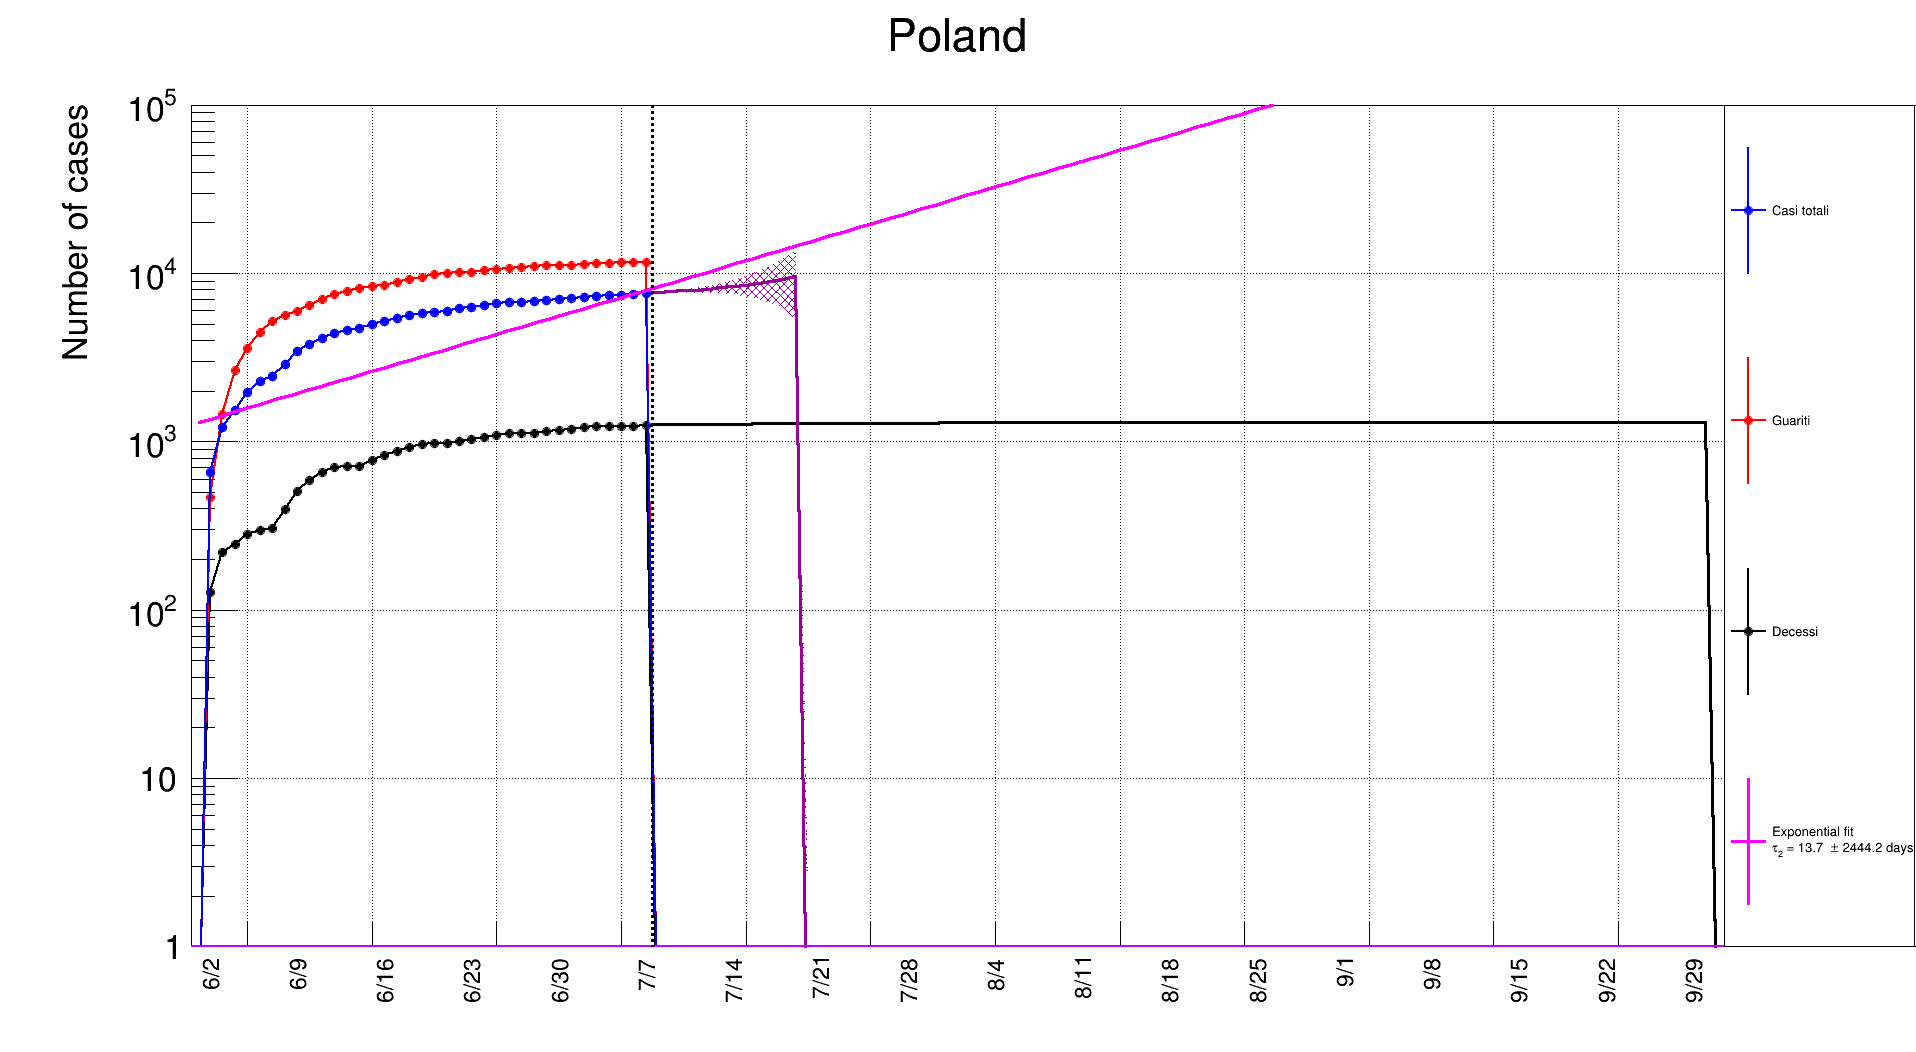 Poland
Number of cases
10^5
10^4
10^3
10^2
10
1
6/2 6/9 6/16 6/23 6/30 7/7 7/14 7/21 7/28 8/4 8/11 8/18 8/25 9/1 9/8 9/15 9/22 9/29
Casi totali
Guariti
Decessi
Exponential fit
τ_2 = 13.7 ± 2444.2 days